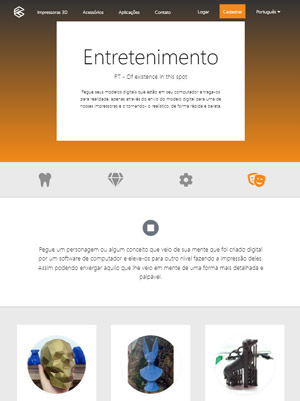 Impressoras 3D Acessórios Aplicações Contato Logar Cadastrar Português
Entretenimento
PT - Of existence in this spot
Pegue seus modelos digitais que estão em seu computador e traga-os
para realidade, apenas através do envio do modelo digital para uma de
nossas impressoras e o tornando- o realístico, de forma rápida e barata.
Pegue um personagem ou algum conceito que veio de sua mente que foi criado digital
por um software de computador e eleve-os para outro nível fazendo a impressão deles.
Assim podendo enxergar aquilo que lhe veio em mente de uma forma mais detalhada e
palpável.